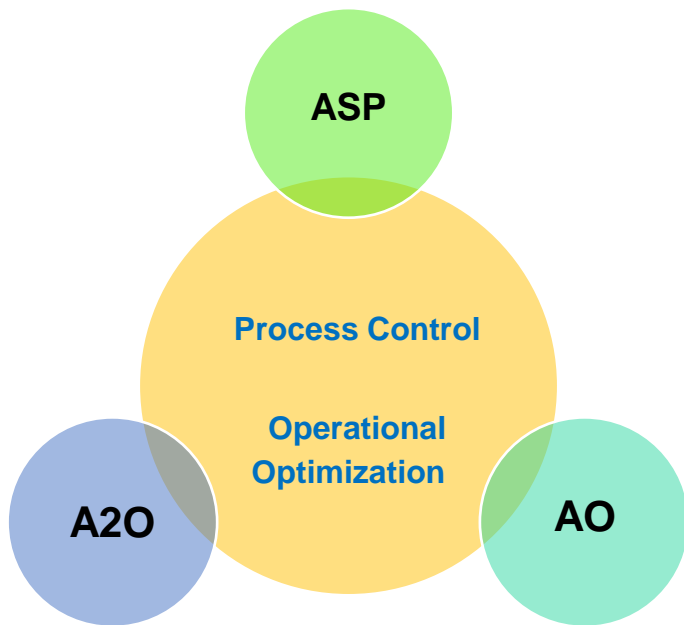 ASP
Process Control
Operational
Optimization
A2O
AO